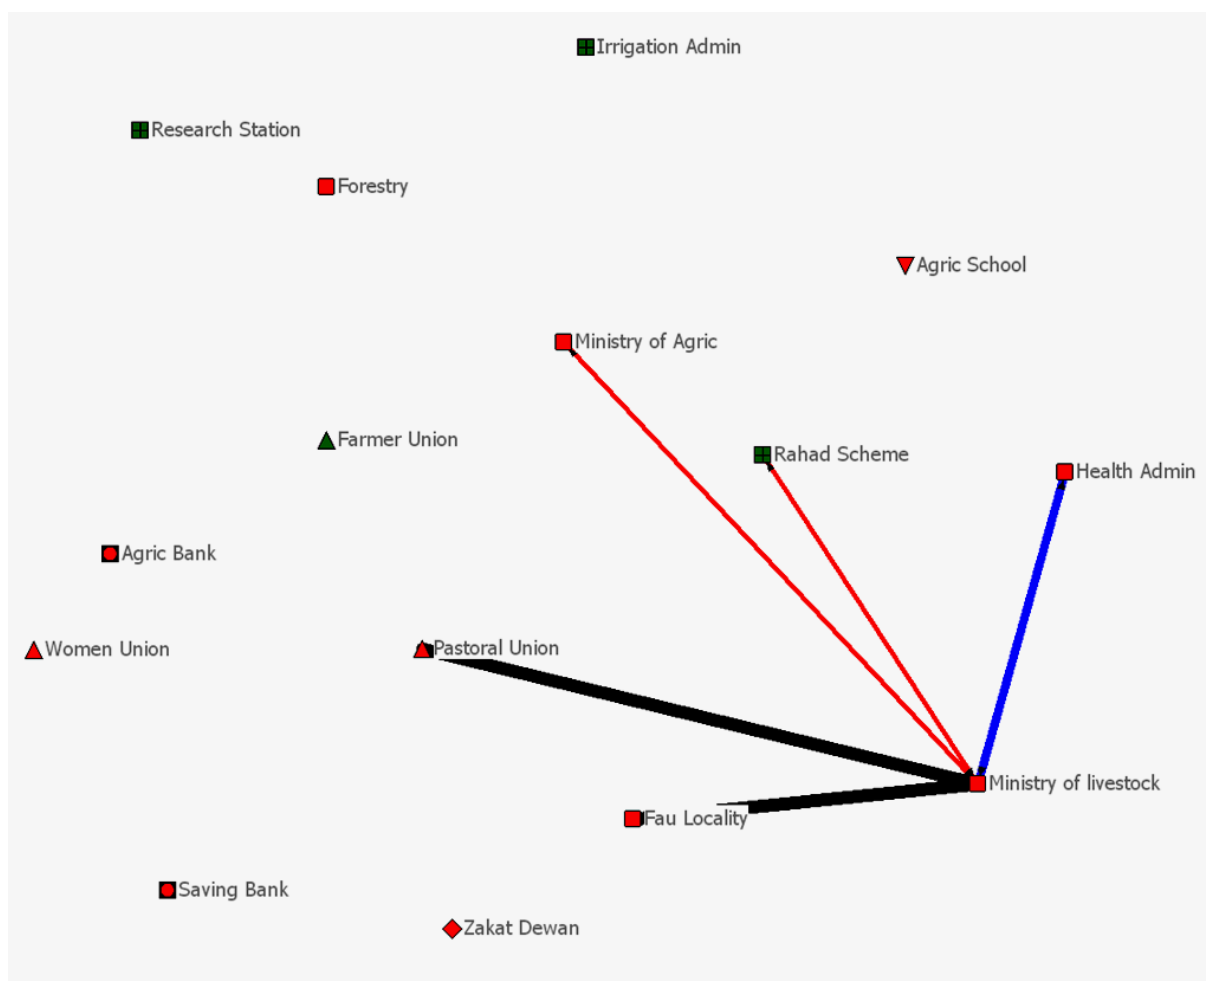 Irrigation Admin
Research Station
Forestry
Agric School
Ministry of Agric
Farmer Union
Rahad Scheme
Health Admin
Agric Bank
Women Union
Pastoral Union
Ministry of livestock
Fau Locality
Saving Bank
Zakat Dewan